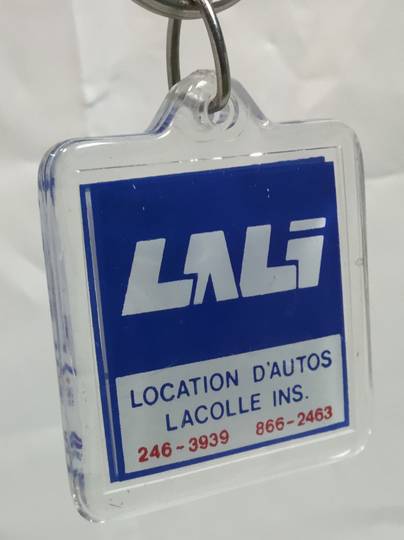 LALI
LOCATION D'AUTOS
LACOLLE INS.
246-3939 866-2463